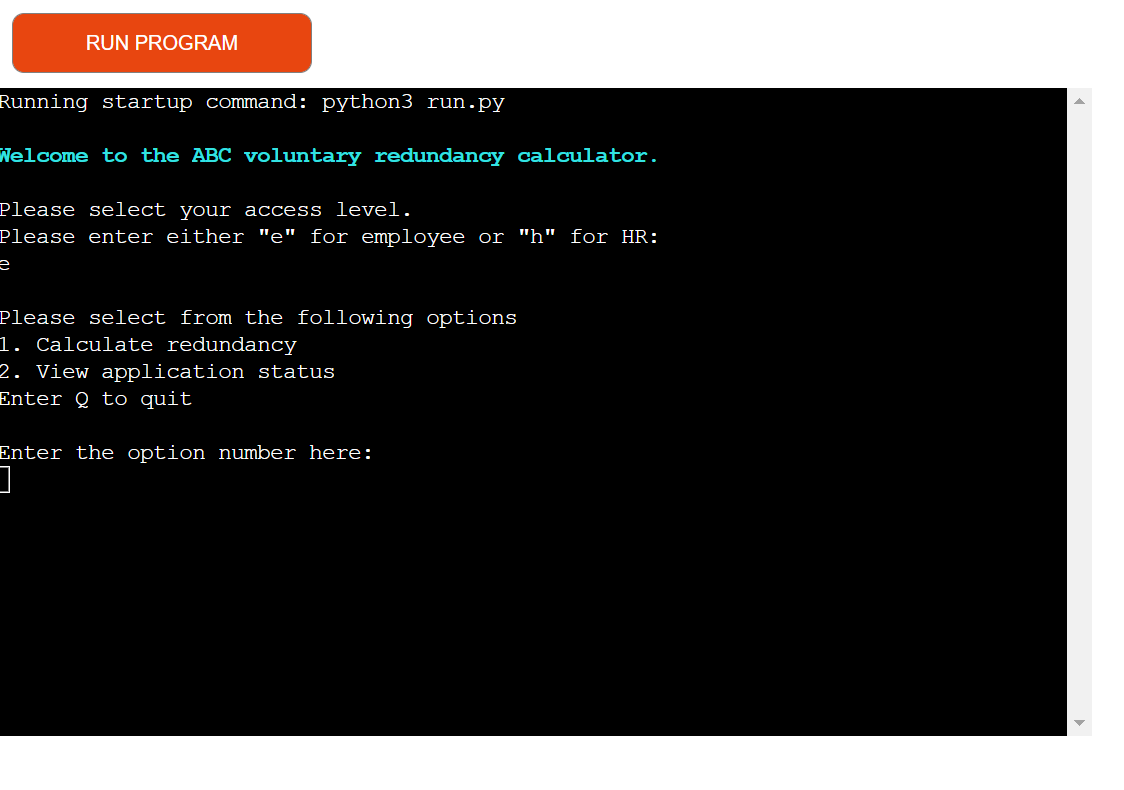 RUN PROGRAM
Running startup command: python3 run.py
Welcome to the ABC voluntary redundancy calculator.
Please select your access level.
Please enter either "e" for employee or "h" for HR:
e
Please select from the following options
1. Calculate redundancy
2. View application status
Enter Q to quit
Enter the option number here: